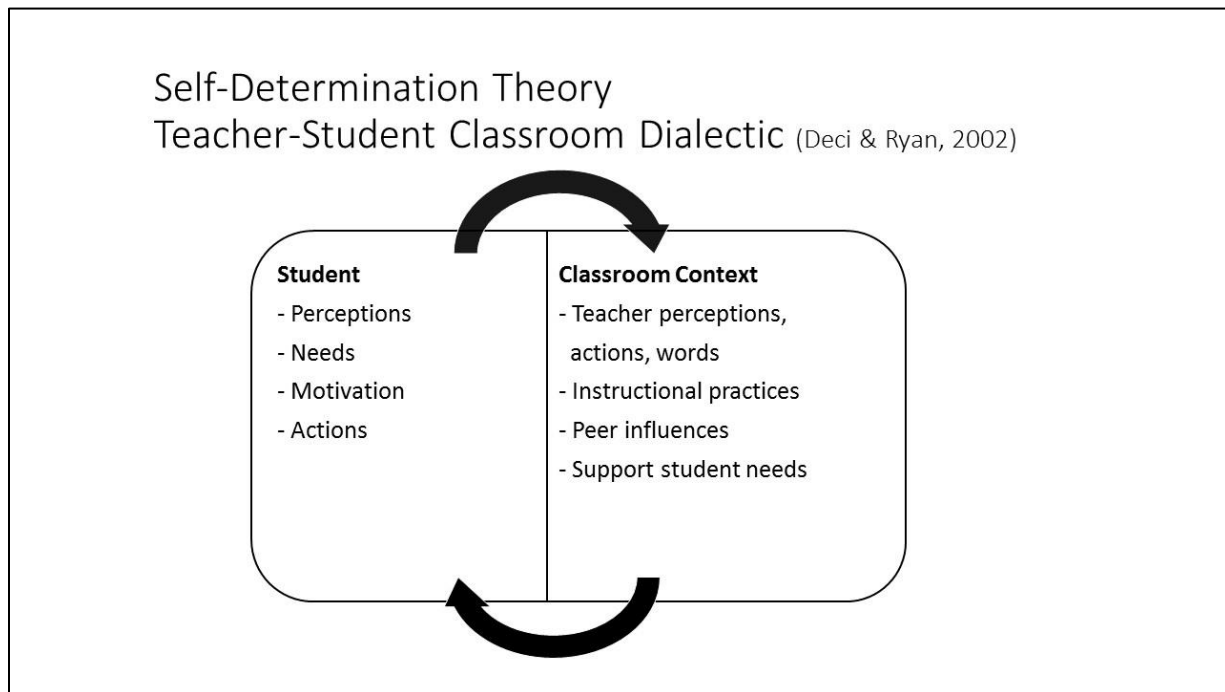 Self-Determination Theory
Teacher-Student Classroom Dialectic (Deci & Ryan, 2002)
Student
- Perceptions
- Needs
- Motivation
- Actions
Classroom Context
- Teacher perceptions,
actions, words
- Instructional practices
- Peer influences
- Support student needs